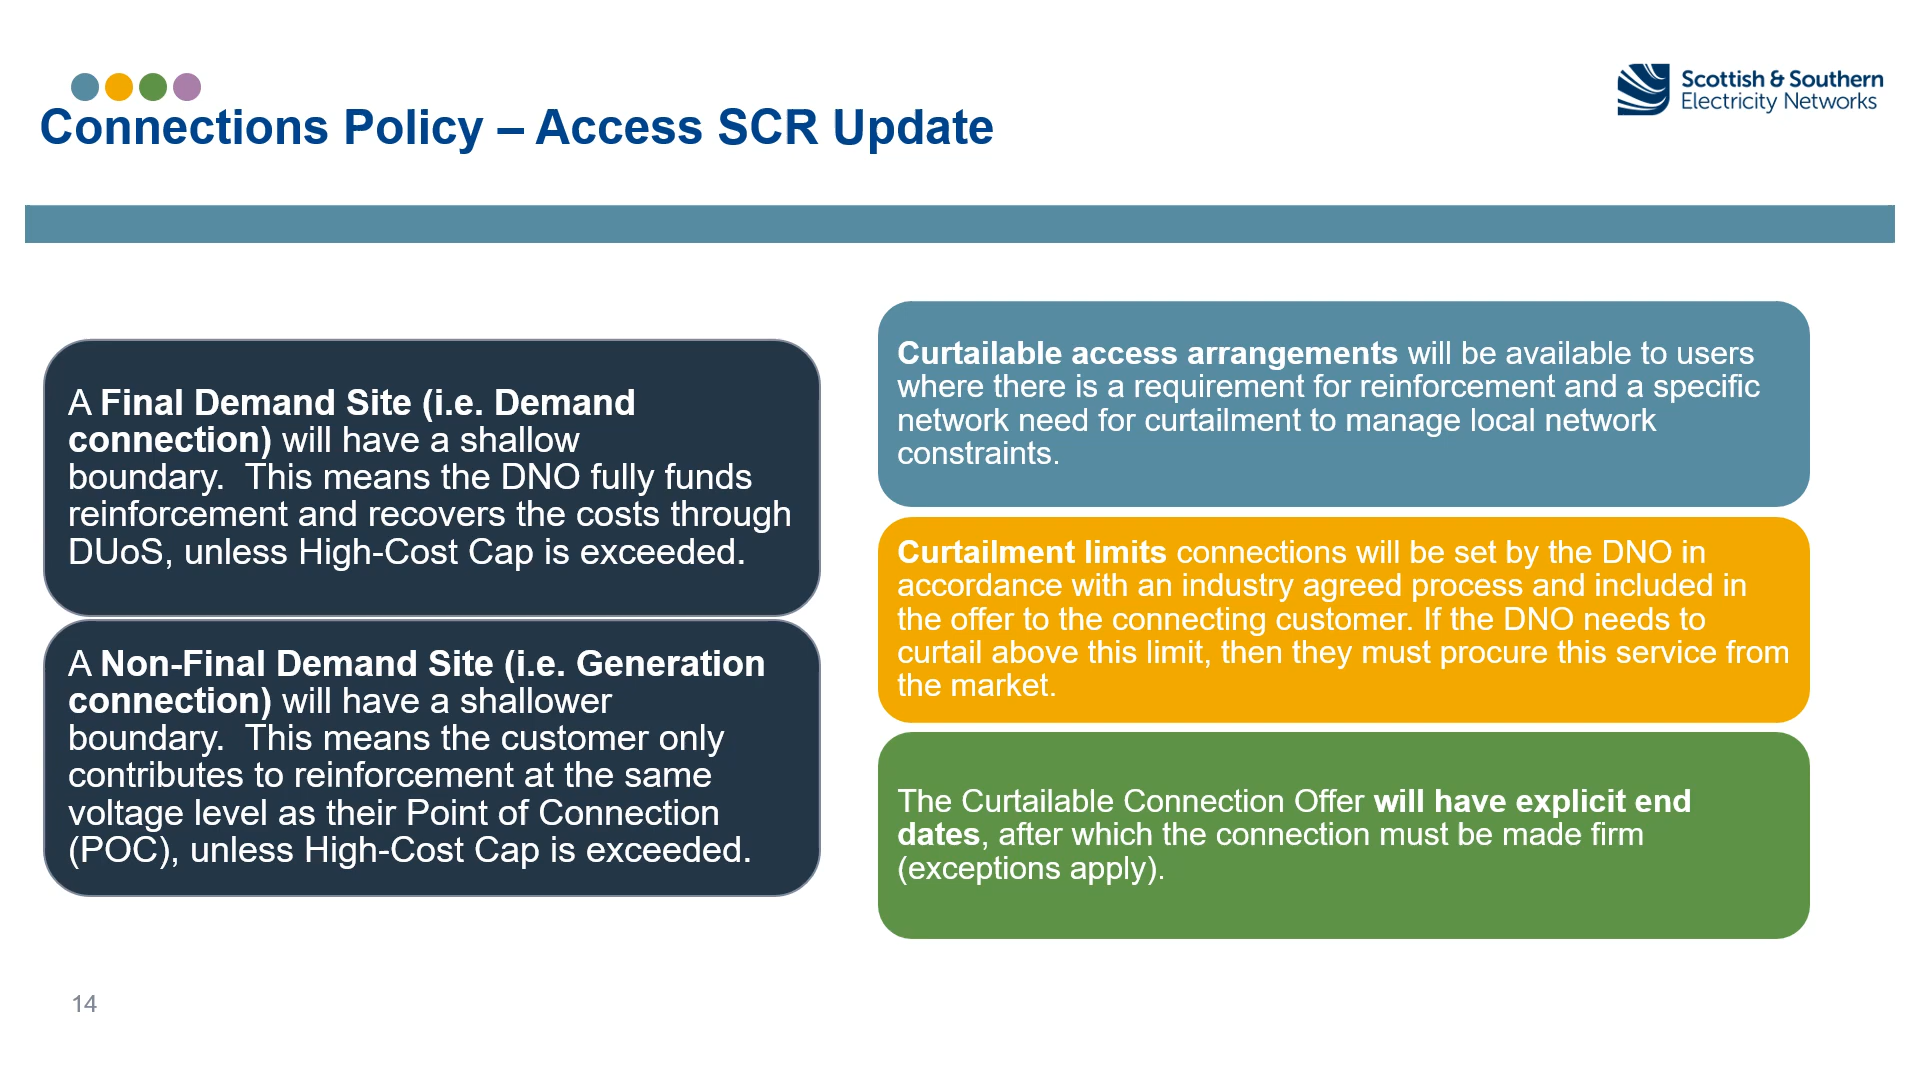 Connections Policy – Access SCR Update
Scottish & Southern
Electricity Networks
A Final Demand Site (i.e. Demand
connection) will have a shallow
boundary.  This means the DNO fully funds
reinforcement and recovers the costs through
DUoS, unless High-Cost Cap is exceeded.
A Non-Final Demand Site (i.e. Generation
connection) will have a shallower
boundary.  This means the customer only
contributes to reinforcement at the same
voltage level as their Point of Connection
(POC), unless High-Cost Cap is exceeded.
Curtailable access arrangements will be available to users
where there is a requirement for reinforcement and a specific
network need for curtailment to manage local network
constraints.
Curtailment limits connections will be set by the DNO in
accordance with an industry agreed process and included in
the offer to the connecting customer. If the DNO needs to
curtail above this limit, then they must procure this service from
the market.
The Curtailable Connection Offer will have explicit end
dates, after which the connection must be made firm
(exceptions apply).
14